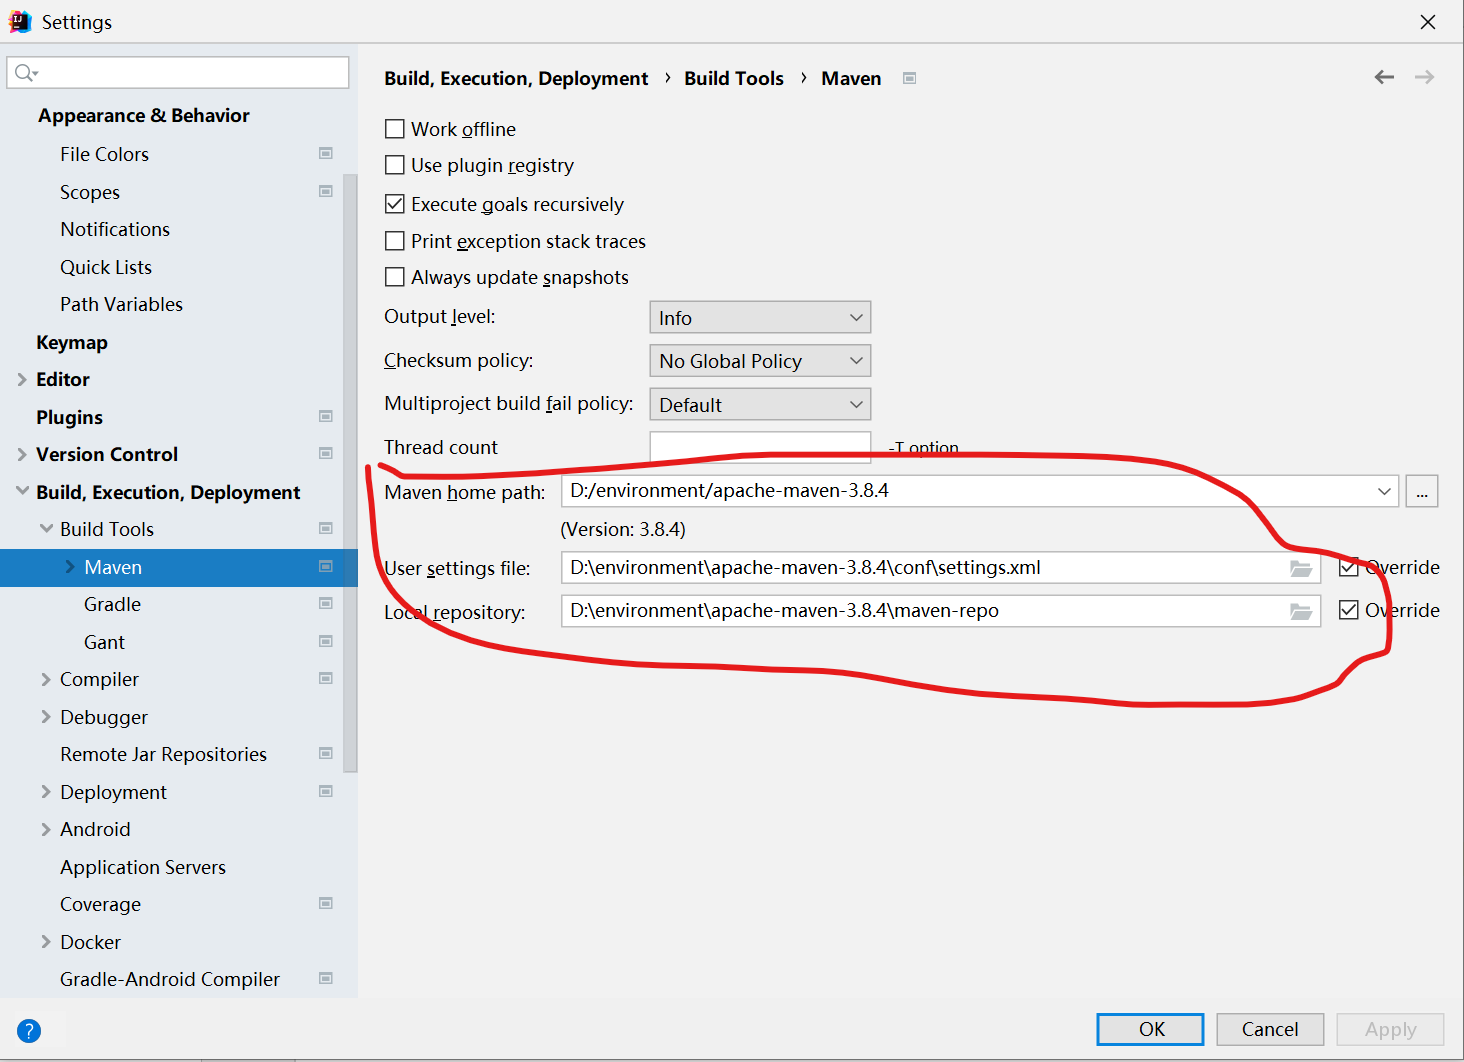 Settings
Appearance & Behavior
File Colors
Scopes
Notifications
Quick Lists
Path Variables
Keymap
Editor
Plugins
Version Control
Build, Execution, Deployment
Build Tools
Maven
Gradle
Gant
Compiler
Debugger
Remote Jar Repositories
Deployment
Android
Application Servers
Coverage
Docker
Gradle-Android Compiler
Build, Execution, Deployment › Build Tools › Maven
Work offline
Use plugin registry
Execute goals recursively
Print exception stack traces
Always update snapshots
Output level: Info
Checksum policy: No Global Policy
Multiproject build fail policy: Default
Thread count -T option
Maven home path: D:/environment/apache-maven-3.8.4 ...
(Version: 3.8.4)
User settings file: D:\environment\apache-maven-3.8.4\conf\settings.xml Override
Local repository: D:\environment\apache-maven-3.8.4\maven-repo Override
? OK Cancel Apply